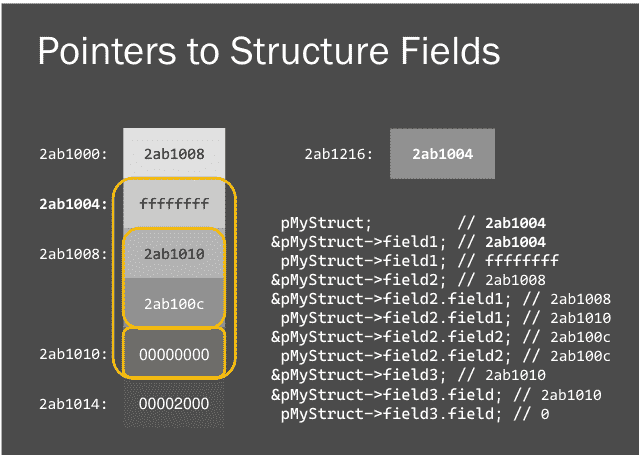 Pointers to Structure Fields
2ab1000: 2ab1008
2ab1004: ffffffff
2ab1008: 2ab1010
2ab100c
2ab1010: 00000000
2ab1014: 00002000
2ab1216: 2ab1004
pMyStruct; // 2ab1004
&pMyStruct->field1; // 2ab1004
pMyStruct->field1; // ffffffff
&pMyStruct->field2; // 2ab1008
&pMyStruct->field2.field1; // 2ab1008
pMyStruct->field2.field1; // 2ab1010
&pMyStruct->field2.field2; // 2ab100c
pMyStruct->field2.field2; // 2ab100c
&pMyStruct->field3; // 2ab1010
&pMyStruct->field3.field; // 2ab1010
pMyStruct->field3.field; // 0